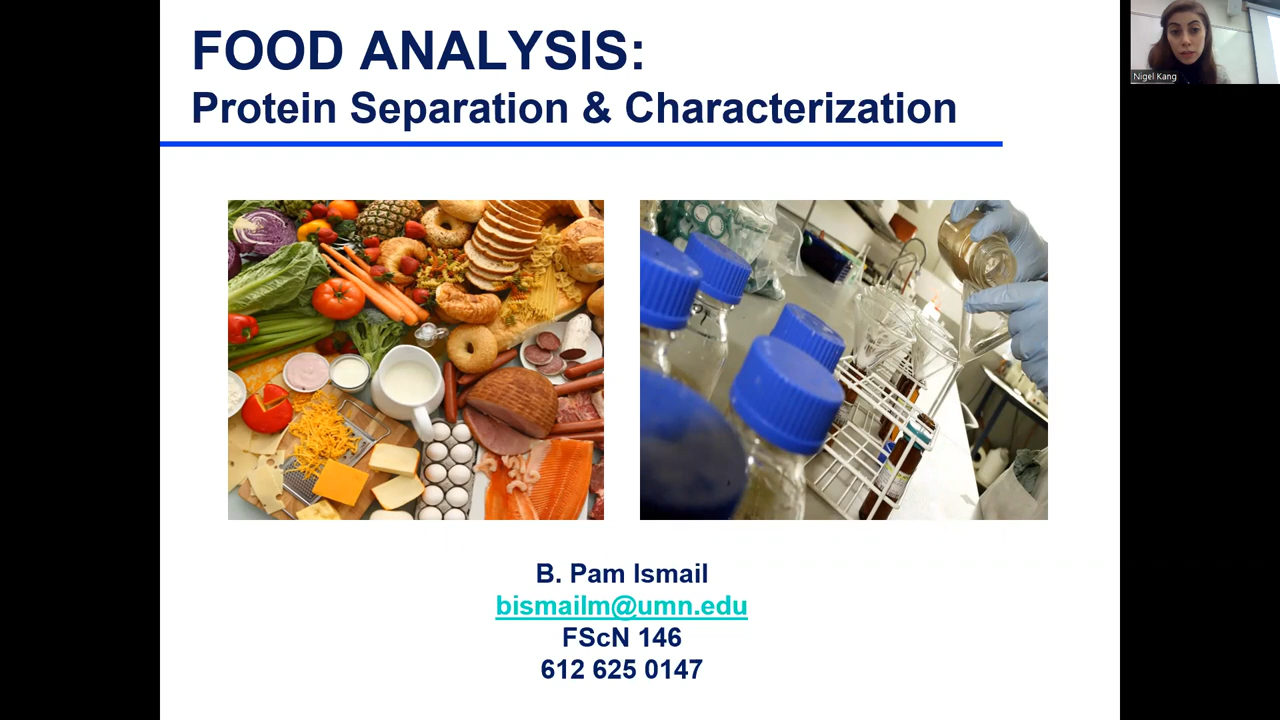 FOOD ANALYSIS:
Protein Separation & Characterization
Nigel Kang
B. Pam Ismail
bismailm@umn.edu
FScN 146
612 625 0147